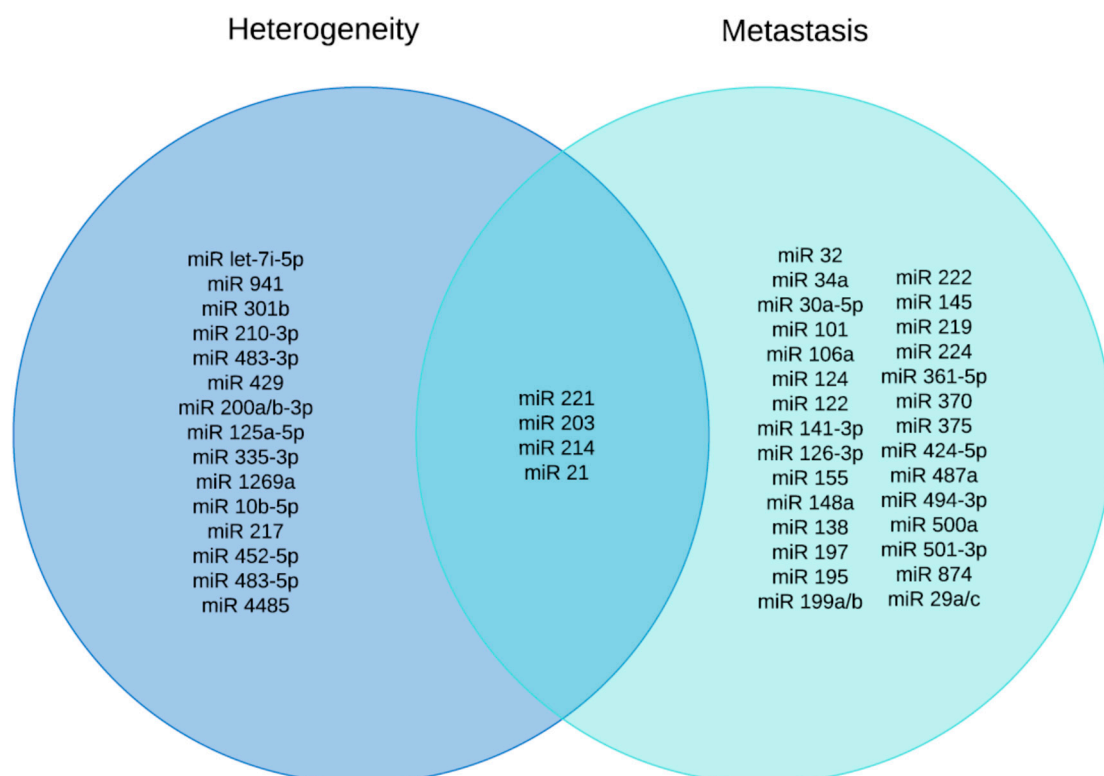 Heterogeneity
Metastasis
miR let-7i-5p
miR 941
miR 301b
miR 210-3p
miR 483-3p
miR 429
miR 200a/b-3p
miR 125a-5p
miR 335-3p
miR 1269a
miR 10b-5p
miR 217
miR 452-5p
miR 483-5p
miR 4485
miR 221
miR 203
miR 214
miR 21
miR 32
miR 34a
miR 30a-5p
miR 101
miR 106a
miR 124
miR 122
miR 141-3p
miR 126-3p
miR 155
miR 148a
miR 138
miR 197
miR 195
miR 199a/b
miR 222
miR 145
miR 219
miR 224
miR 361-5p
miR 370
miR 375
miR 424-5p
miR 487a
miR 494-3p
miR 500a
miR 501-3p
miR 874
miR 29a/c